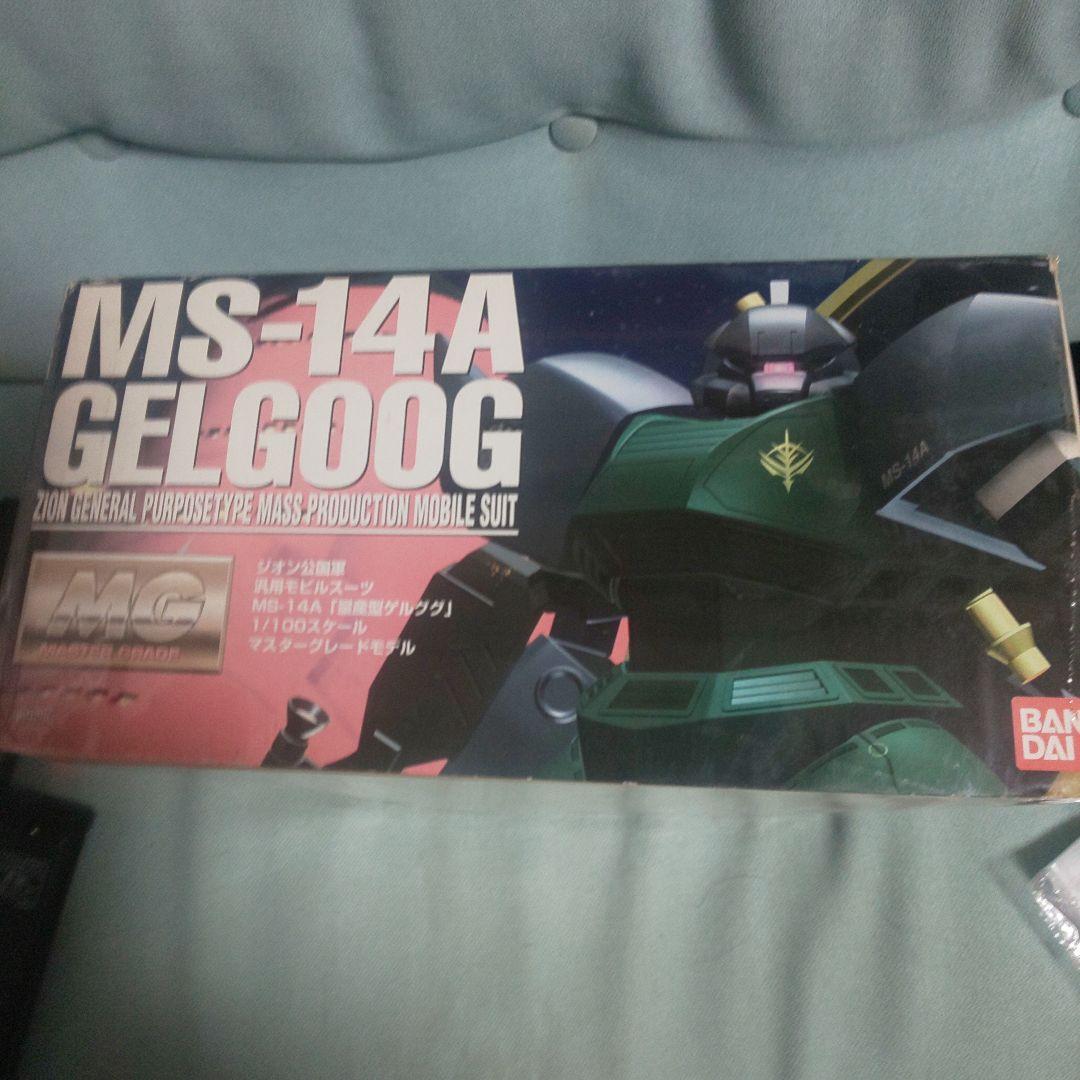 MS-14A
GELGOOG
ZION GENERAL PURPOSETYPE MASS-PRODUCTION MOBILE SUIT
MG
MASTER GRADE
ジオン公国軍
汎用モビルスーツ
MS-14A「量産型ゲルググ」
1/100スケール
マスターグレードモデル
MS-14A
BAN
DAI